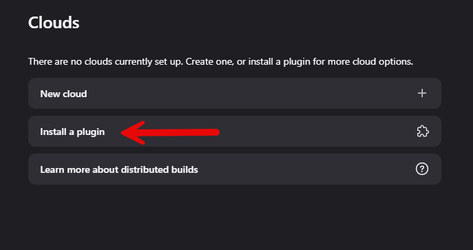 Clouds
There are no clouds currently set up. Create one, or install a plugin for more cloud options.
New cloud
Install a plugin
Learn more about distributed builds